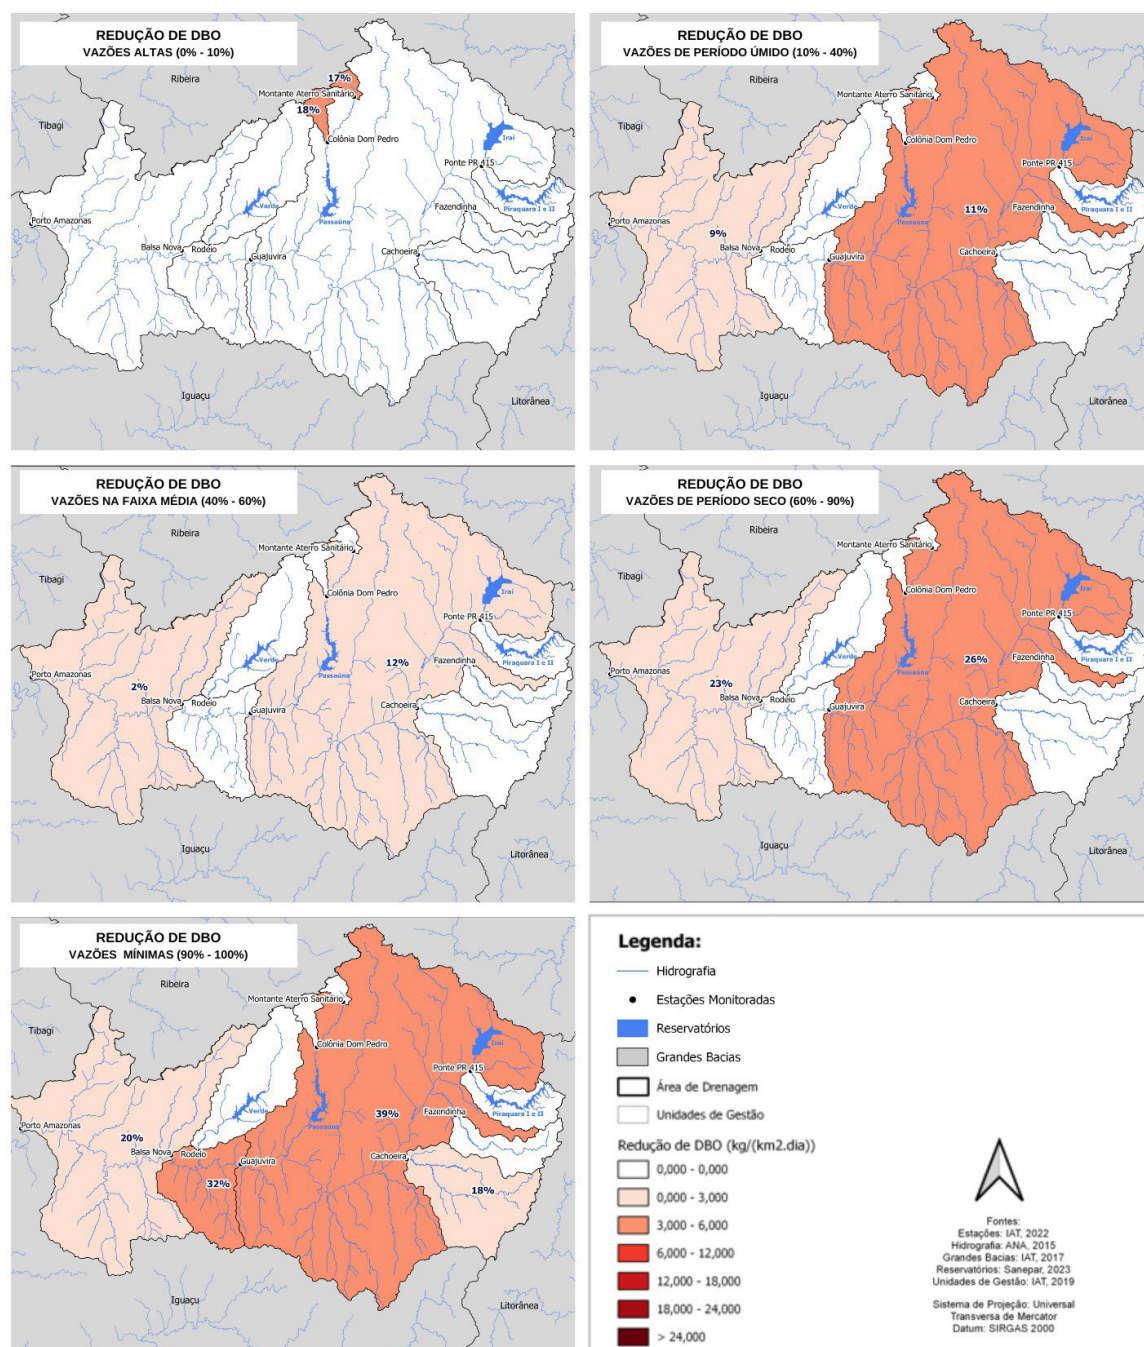 REDUÇÃO DE DBO
VAZÕES ALTAS (0% - 10%)
Ribeira
17%
Montante Aterro Sanitário
18%
Tibagi
Colônia Dom Pedro
Iraí
Ponte PR 415
Verde
Piraquara I e II
Porto Amazonas
Passaúna
Fazendinha
Balsa Nova
Rodeio
Guajuvira
Cachoeira
Iguaçu
Litorânea
REDUÇÃO DE DBO
VAZÕES DE PERÍODO ÚMIDO (10% - 40%)
Ribeira
Montante Aterro Sanitário
Tibagi
Colônia Dom Pedro
Iraí
Ponte PR 415
Verde
Piraquara I e II
Porto Amazonas
Passaúna
11%
Fazendinha
9%
Balsa Nova
Rodeio
Guajuvira
Cachoeira
Iguaçu
Litorânea
REDUÇÃO DE DBO
VAZÕES NA FAIXA MÉDIA (40% - 60%)
Ribeira
Montante Aterro Sanitário
Tibagi
Colônia Dom Pedro
Iraí
Ponte PR 415
Verde
Piraquara I e II
Porto Amazonas
Passaúna
12%
Fazendinha
2%
Balsa Nova
Rodeio
Guajuvira
Cachoeira
Iguaçu
Litorânea
REDUÇÃO DE DBO
VAZÕES DE PERÍODO SECO (60% - 90%)
Ribeira
Montante Aterro Sanitário
Tibagi
Colônia Dom Pedro
Iraí
Ponte PR 415
Verde
Piraquara I e II
Porto Amazonas
Passaúna
26%
Fazendinha
23%
Balsa Nova
Rodeio
Guajuvira
Cachoeira
Iguaçu
Litorânea
REDUÇÃO DE DBO
VAZÕES MÍNIMAS (90% - 100%)
Ribeira
Montante Aterro Sanitário
Tibagi
Colônia Dom Pedro
Iraí
Ponte PR 415
Verde
Piraquara I e II
Porto Amazonas
Passaúna
39%
Fazendinha
20%
Balsa Nova
Rodeio
Guajuvira
Cachoeira
32%
18%
Iguaçu
Litorânea
Legenda:
Hidrografia
Estações Monitoradas
Reservatórios
Grandes Bacias
Área de Drenagem
Unidades de Gestão
Redução de DBO (kg/(km2.dia))
0,000 - 0,000
0,000 - 3,000
3,000 - 6,000
6,000 - 12,000
12,000 - 18,000
18,000 - 24,000
> 24,000
Fontes:
Estações: IAT, 2022
Hidrografia: ANA, 2015
Grandes Bacias: IAT, 2017
Reservatórios: Sanepar, 2023
Unidades de Gestão: IAT, 2019
Sistema de Projeção: Universal
Transversa de Mercator
Datum: SIRGAS 2000